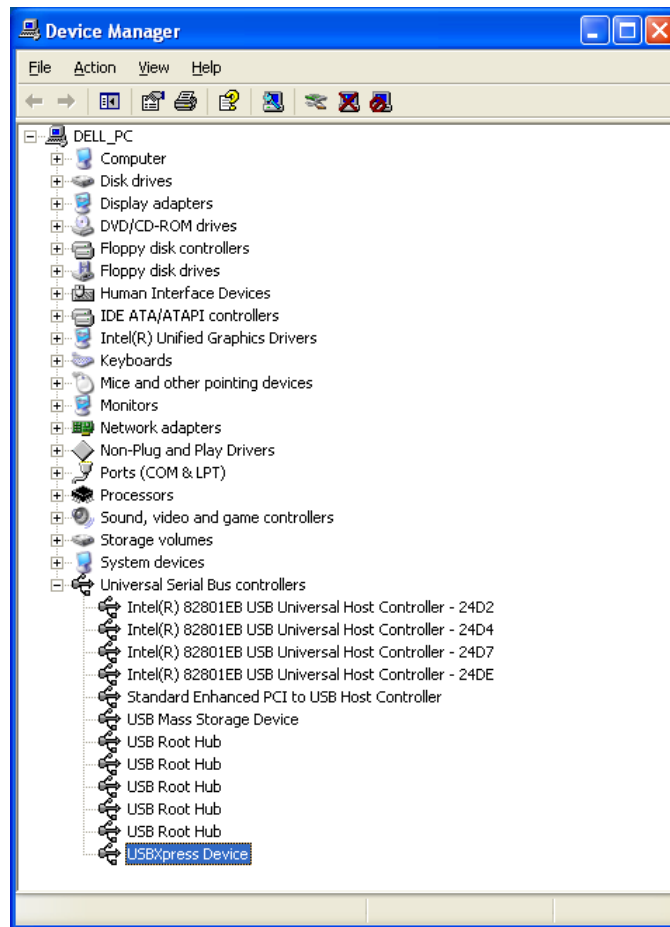 Device Manager
File Action View Help
DELL_PC
Computer
Disk drives
Display adapters
DVD/CD-ROM drives
Floppy disk controllers
Floppy disk drives
Human Interface Devices
IDE ATA/ATAPI controllers
Intel(R) Unified Graphics Drivers
Keyboards
Mice and other pointing devices
Monitors
Network adapters
Non-Plug and Play Drivers
Ports (COM & LPT)
Processors
Sound, video and game controllers
Storage volumes
System devices
Universal Serial Bus controllers
Intel(R) 82801EB USB Universal Host Controller - 24D2
Intel(R) 82801EB USB Universal Host Controller - 24D4
Intel(R) 82801EB USB Universal Host Controller - 24D7
Intel(R) 82801EB USB Universal Host Controller - 24DE
Standard Enhanced PCI to USB Host Controller
USB Mass Storage Device
USB Root Hub
USB Root Hub
USB Root Hub
USB Root Hub
USB Root Hub
USBXpress Device